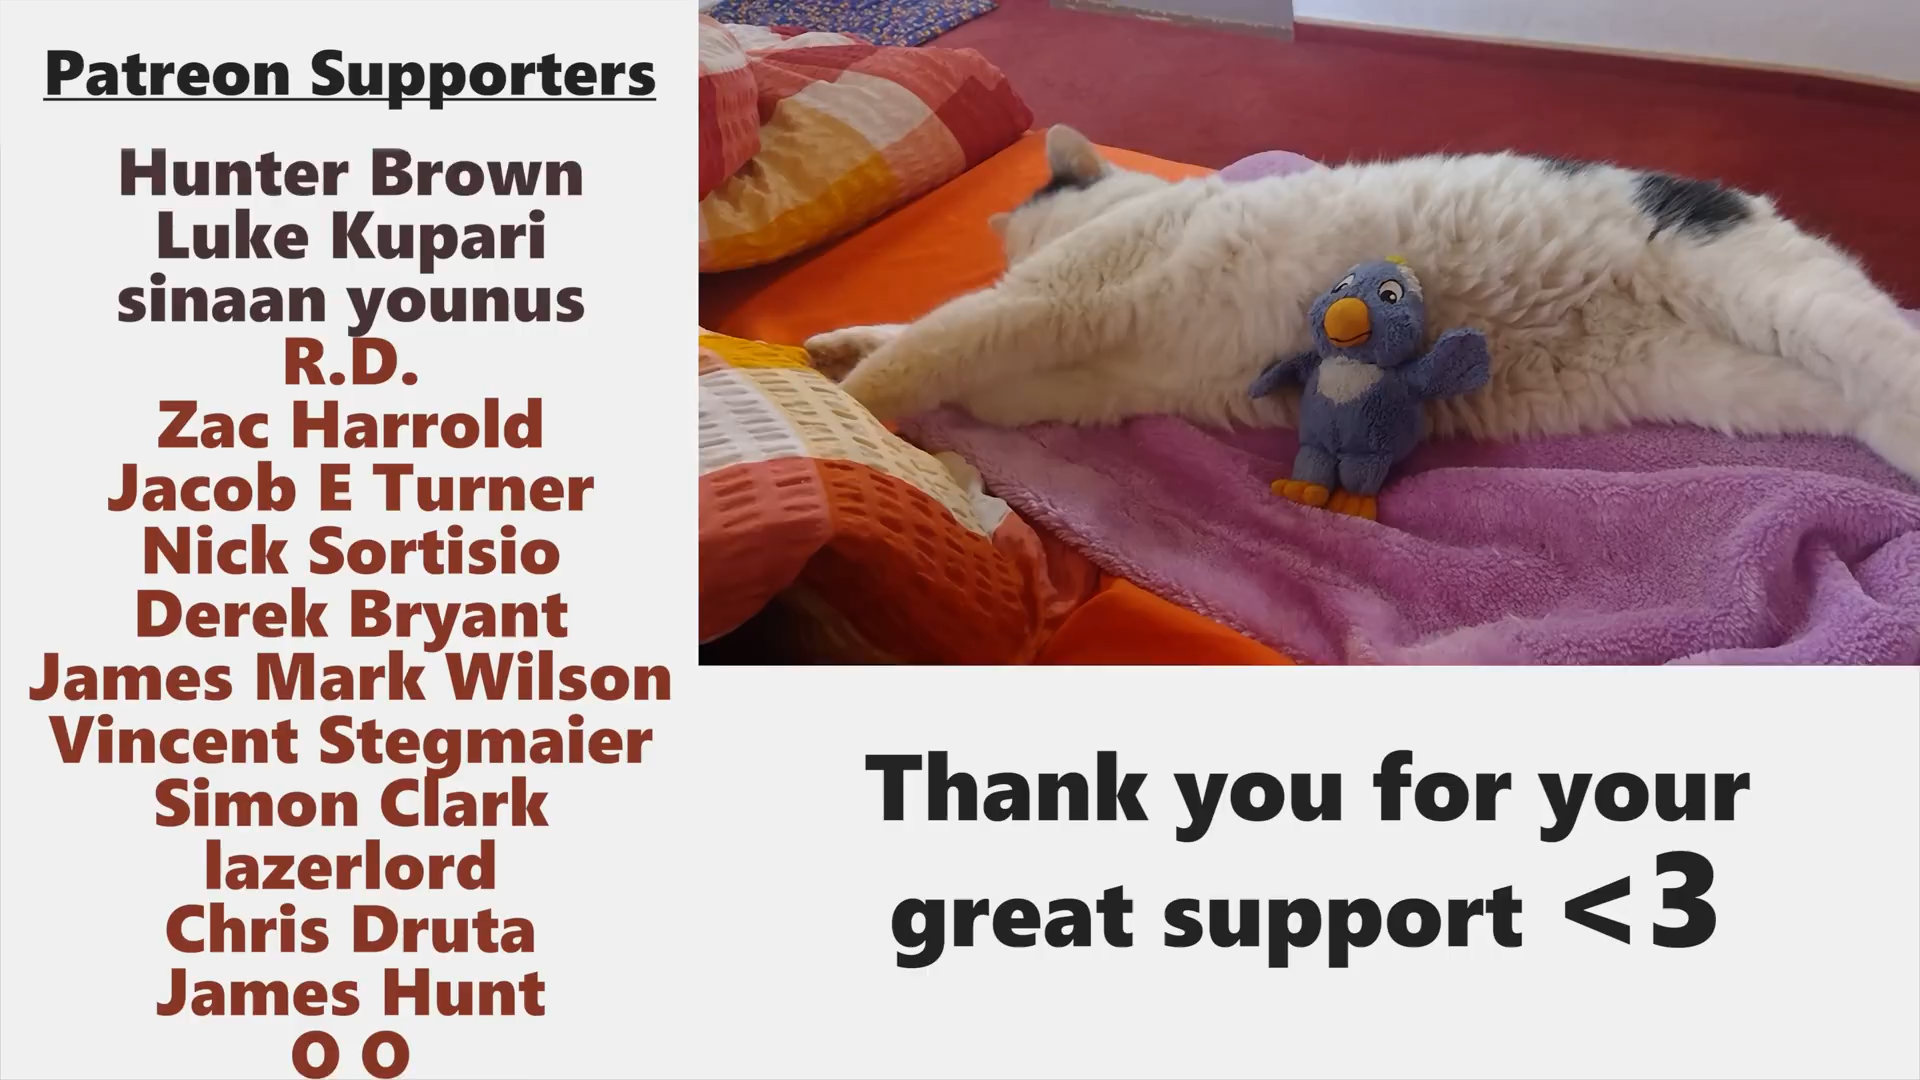 Patreon Supporters
Hunter Brown
Luke Kupari
sinaan younus
R.D.
Zac Harrold
Jacob E Turner
Nick Sortisio
Derek Bryant
James Mark Wilson
Vincent Stegmaier
Simon Clark
lazerlord
Chris Druta
James Hunt
O O
Thank you for your
great support <3